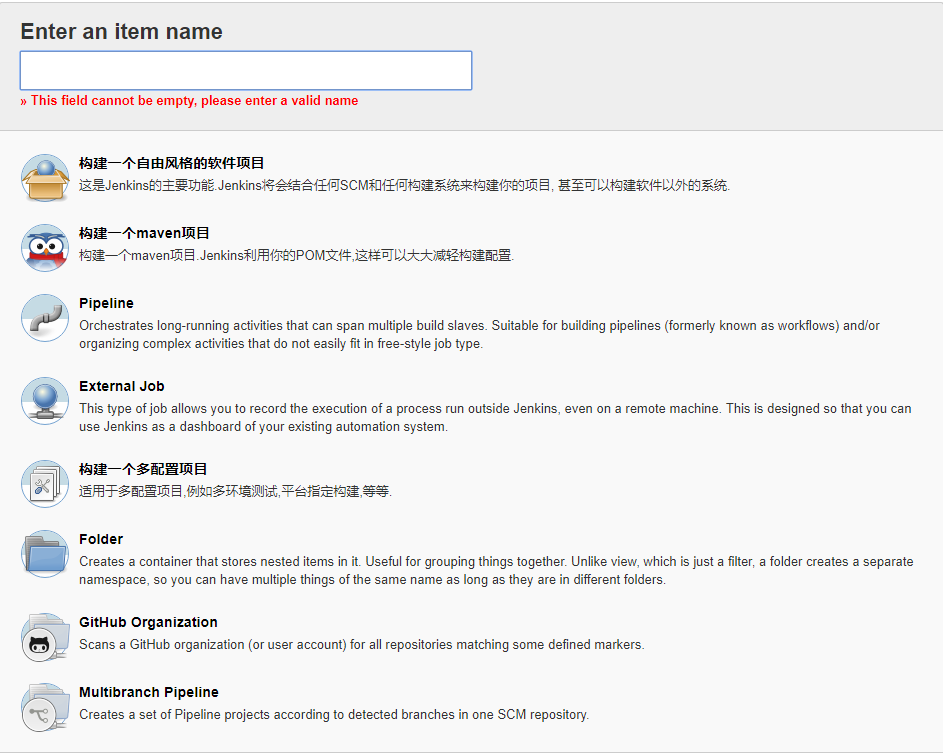 Enter an item name
» This field cannot be empty, please enter a valid name
构建一个自由风格的软件项目
这是Jenkins的主要功能.Jenkins将会结合任何SCM和任何构建系统来构建你的项目, 甚至可以构建软件以外的系统.
构建一个maven项目
构建一个maven项目.Jenkins利用你的POM文件,这样可以大大减轻构建配置.
Pipeline
Orchestrates long-running activities that can span multiple build slaves. Suitable for building pipelines (formerly known as workflows) and/or
organizing complex activities that do not easily fit in free-style job type.
External Job
This type of job allows you to record the execution of a process run outside Jenkins, even on a remote machine. This is designed so that you can
use Jenkins as a dashboard of your existing automation system.
构建一个多配置项目
适用于多配置项目,例如多环境测试,平台指定构建,等等.
Folder
Creates a container that stores nested items in it. Useful for grouping things together. Unlike view, which is just a filter, a folder creates a separate
namespace, so you can have multiple things of the same name as long as they are in different folders.
GitHub Organization
Scans a GitHub organization (or user account) for all repositories matching some defined markers.
Multibranch Pipeline
Creates a set of Pipeline projects according to detected branches in one SCM repository.